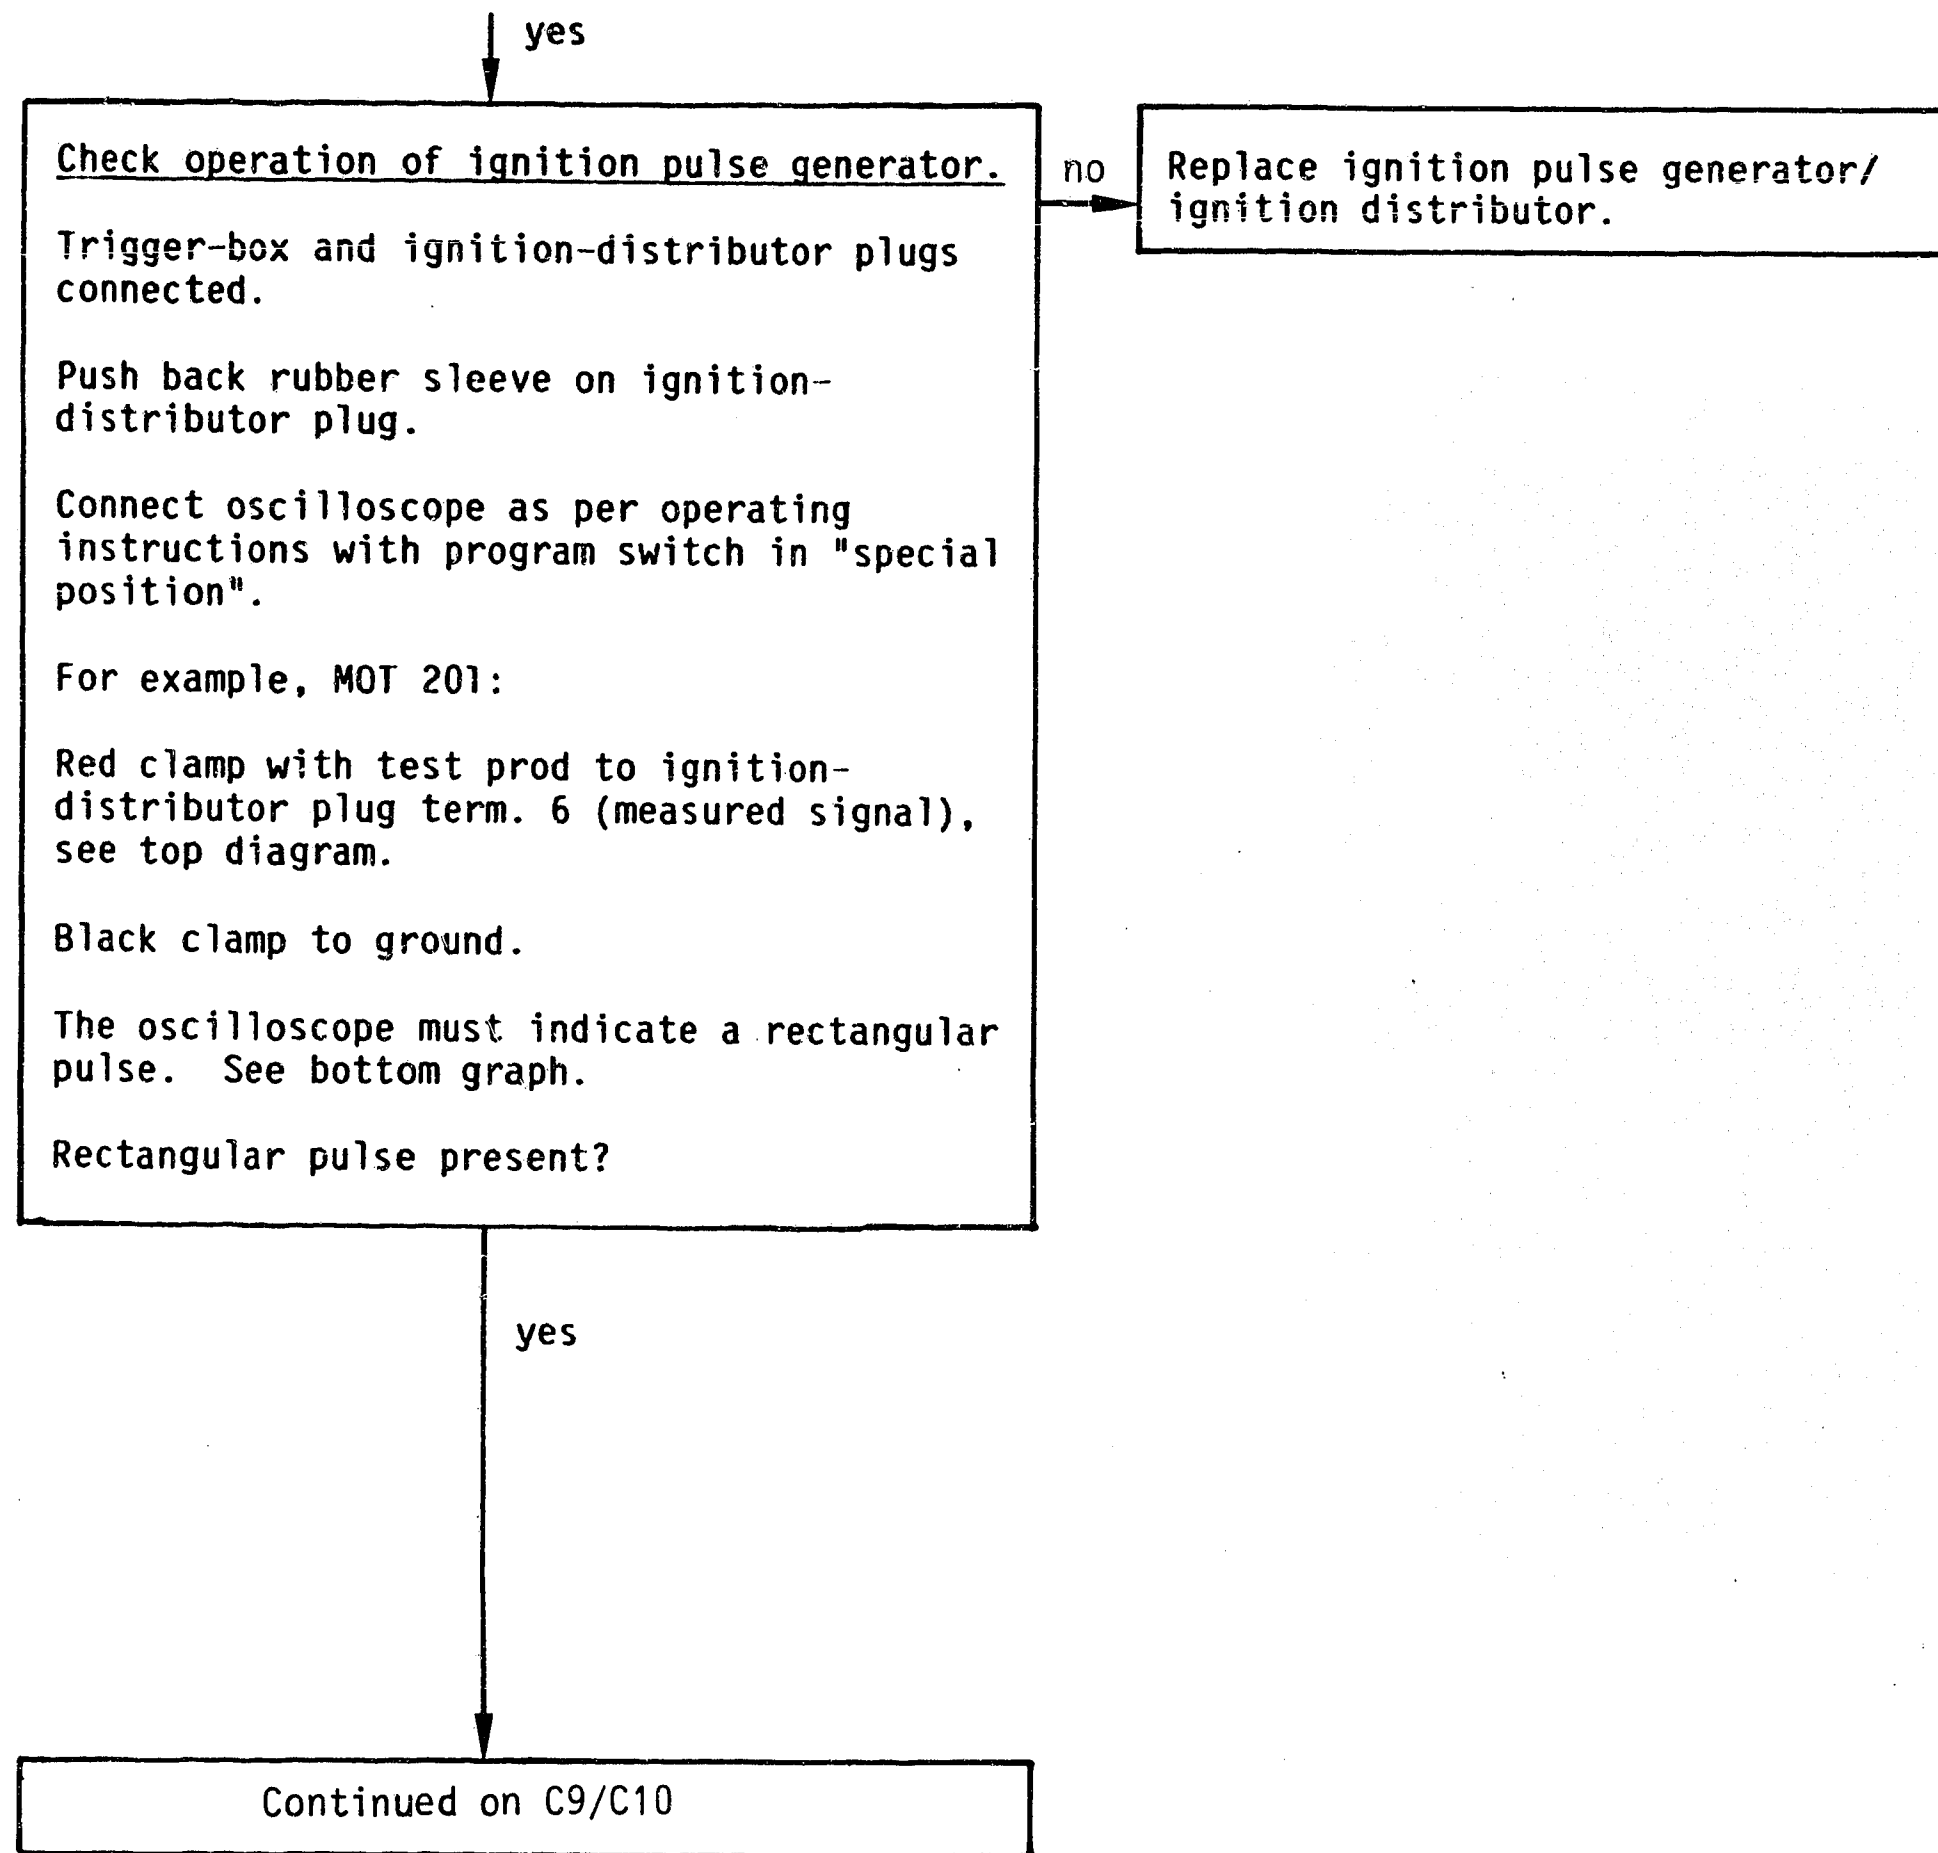 yes
Check operation of ignition pulse generator.
Trigger-box and ignition-distributor plugs
connected.
Push back rubber sleeve on ignition-
distributor plug.
Connect oscilloscope as per operating
instructions with program switch in "special
position".
For example, MOT 201:
Red clamp with test prod to ignition-
distributor plug term. 6 (measured signal),
see top diagram.
Black clamp to ground.
The oscilloscope must indicate a rectangular
pulse. See bottom graph.
Rectangular pulse present?
no
Replace ignition pulse generator/
ignition distributor.
yes
Continued on C9/C10